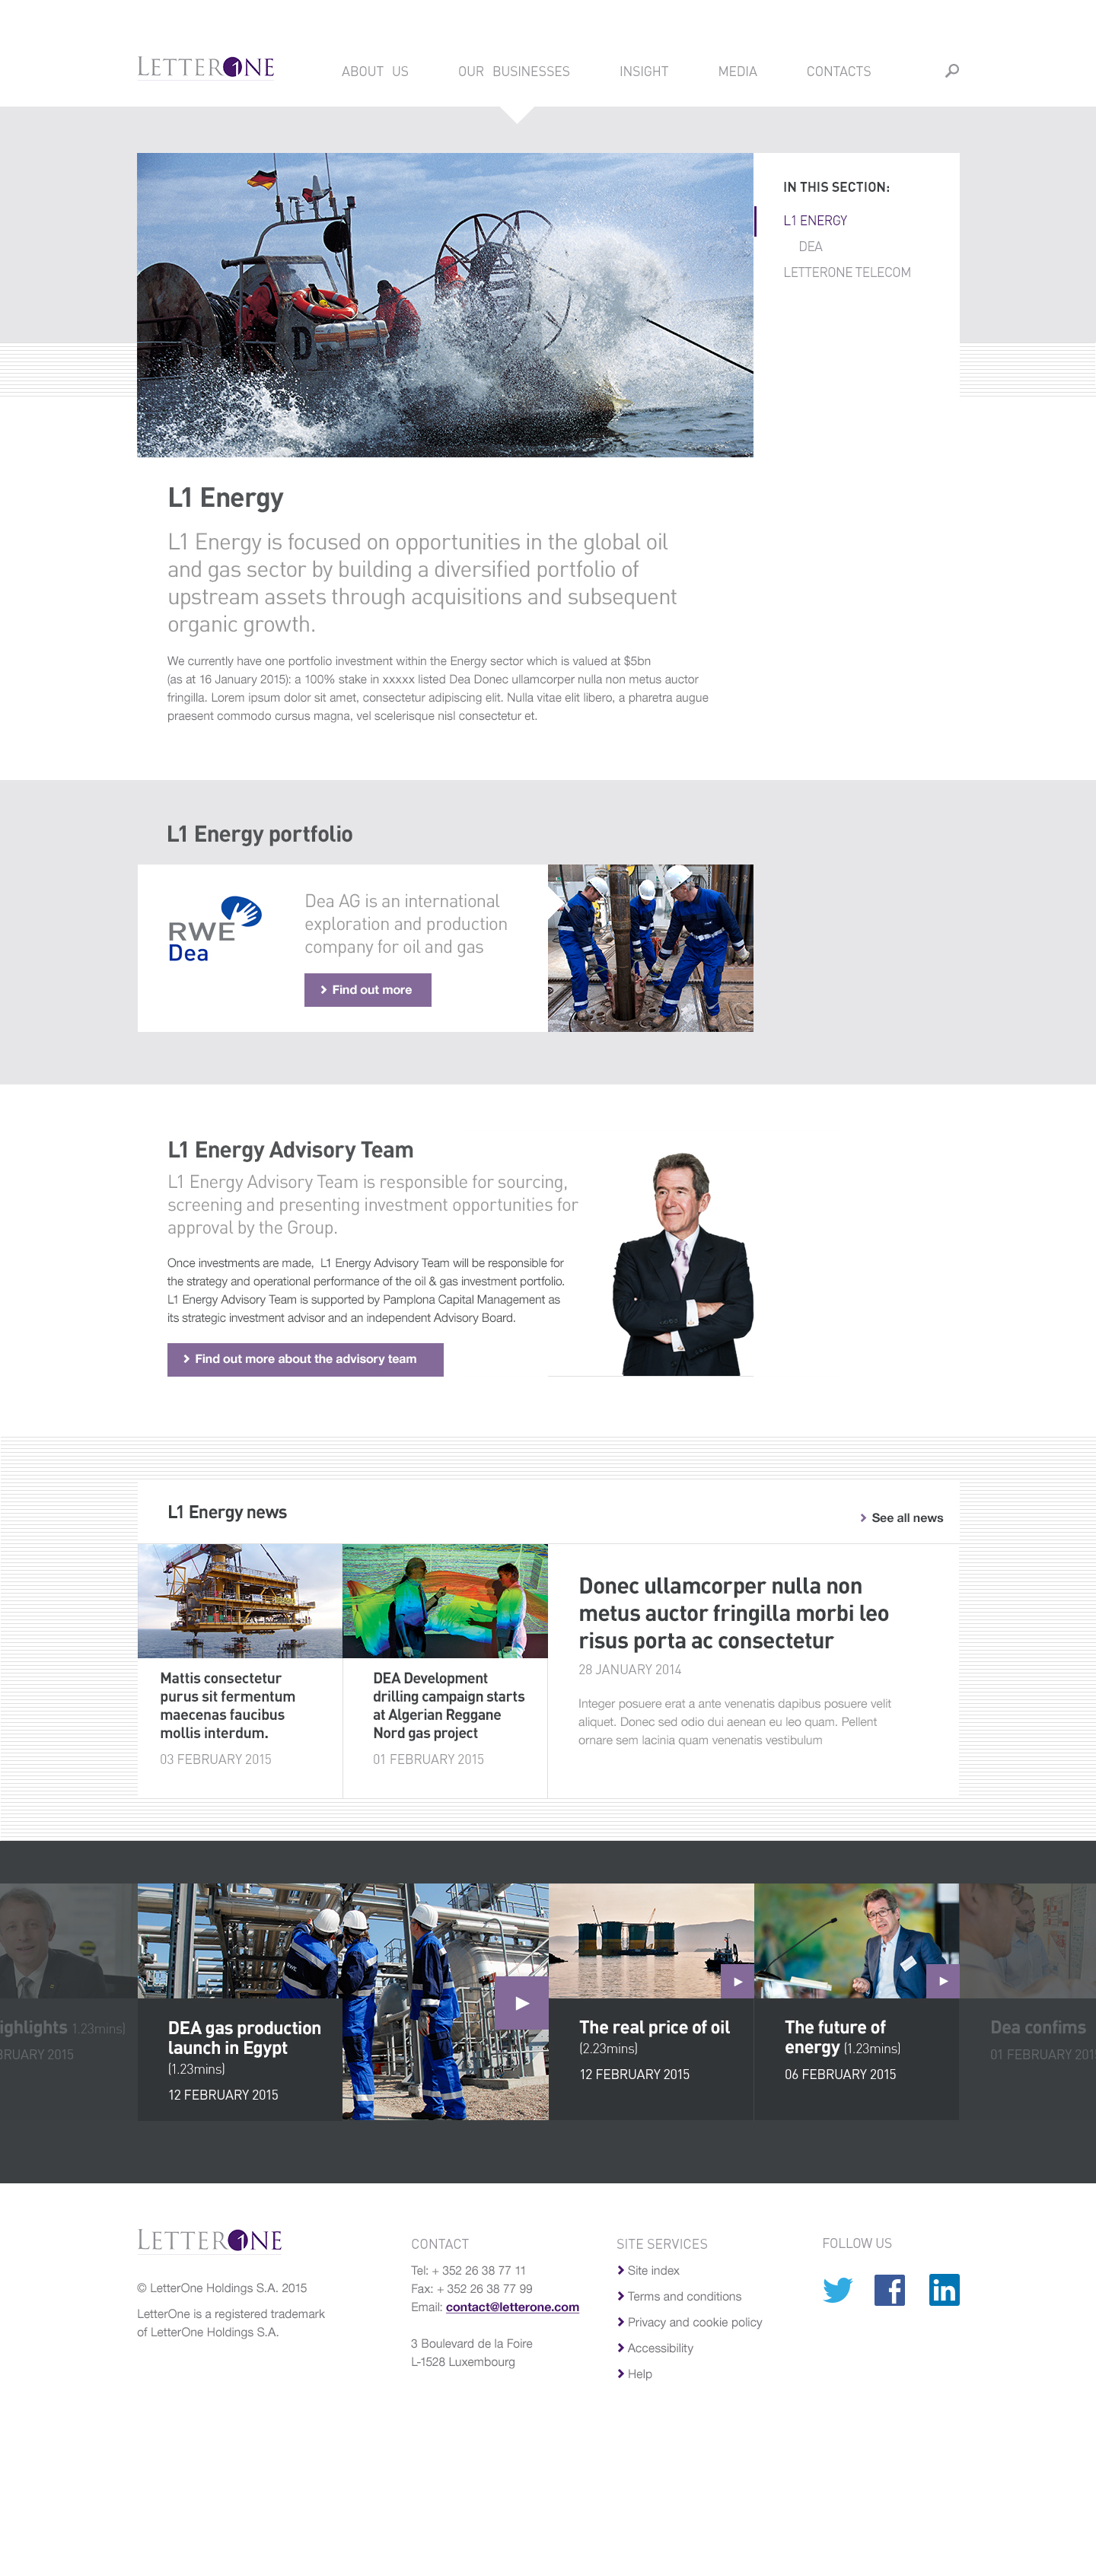 LETTERONE
ABOUT US
OUR BUSINESSES
INSIGHT
MEDIA
CONTACTS
D
IN THIS SECTION:
L1 ENERGY
DEA
LETTERONE TELECOM
L1 Energy
L1 Energy is focused on opportunities in the global oil
and gas sector by building a diversified portfolio of
upstream assets through acquisitions and subsequent
organic growth.
We currently have one portfolio investment within the Energy sector which is valued at $5bn
(as at 16 January 2015): a 100% stake in xxxxx listed Dea Donec ullamcorper nulla non metus auctor
fringilla. Lorem ipsum dolor sit amet, consectetur adipiscing elit. Nulla vitae elit libero, a pharetra augue
praesent commodo cursus magna, vel scelerisque nisl consectetur et.
L1 Energy portfolio
RWE
Dea
Dea AG is an international
exploration and production
company for oil and gas
Find out more
L1 Energy Advisory Team
L1 Energy Advisory Team is responsible for sourcing,
screening and presenting investment opportunities for
approval by the Group.
Once investments are made,  L1 Energy Advisory Team will be responsible for
the strategy and operational performance of the oil & gas investment portfolio.
L1 Energy Advisory Team is supported by Pamplona Capital Management as
its strategic investment advisor and an independent Advisory Board.
Find out more about the advisory team
L1 Energy news
See all news
Mattis consectetur
purus sit fermentum
maecenas faucibus
mollis interdum.
03 FEBRUARY 2015
DEA Development
drilling campaign starts
at Algerian Reggane
Nord gas project
01 FEBRUARY 2015
Donec ullamcorper nulla non
metus auctor fringilla morbi leo
risus porta ac consectetur
28 JANUARY 2014
Integer posuere erat a ante venenatis dapibus posuere velit
aliquet. Donec sed odio dui aenean eu leo quam. Pellent
ornare sem lacinia quam venenatis vestibulum
ighlights 1.23mins)
BRUARY 2015
DEA gas production
launch in Egypt
(1.23mins)
12 FEBRUARY 2015
The real price of oil
(2.23mins)
12 FEBRUARY 2015
The future of
energy (1.23mins)
06 FEBRUARY 2015
Dea confims
01 FEBRUARY 201
LETTERONE
© LetterOne Holdings S.A. 2015
LetterOne is a registered trademark
of LetterOne Holdings S.A.
CONTACT
Tel: + 352 26 38 77 11
Fax: + 352 26 38 77 99
Email: contact@letterone.com
3 Boulevard de la Foire
L-1528 Luxembourg
SITE SERVICES
Site index
Terms and conditions
Privacy and cookie policy
Accessibility
Help
FOLLOW US
f
in